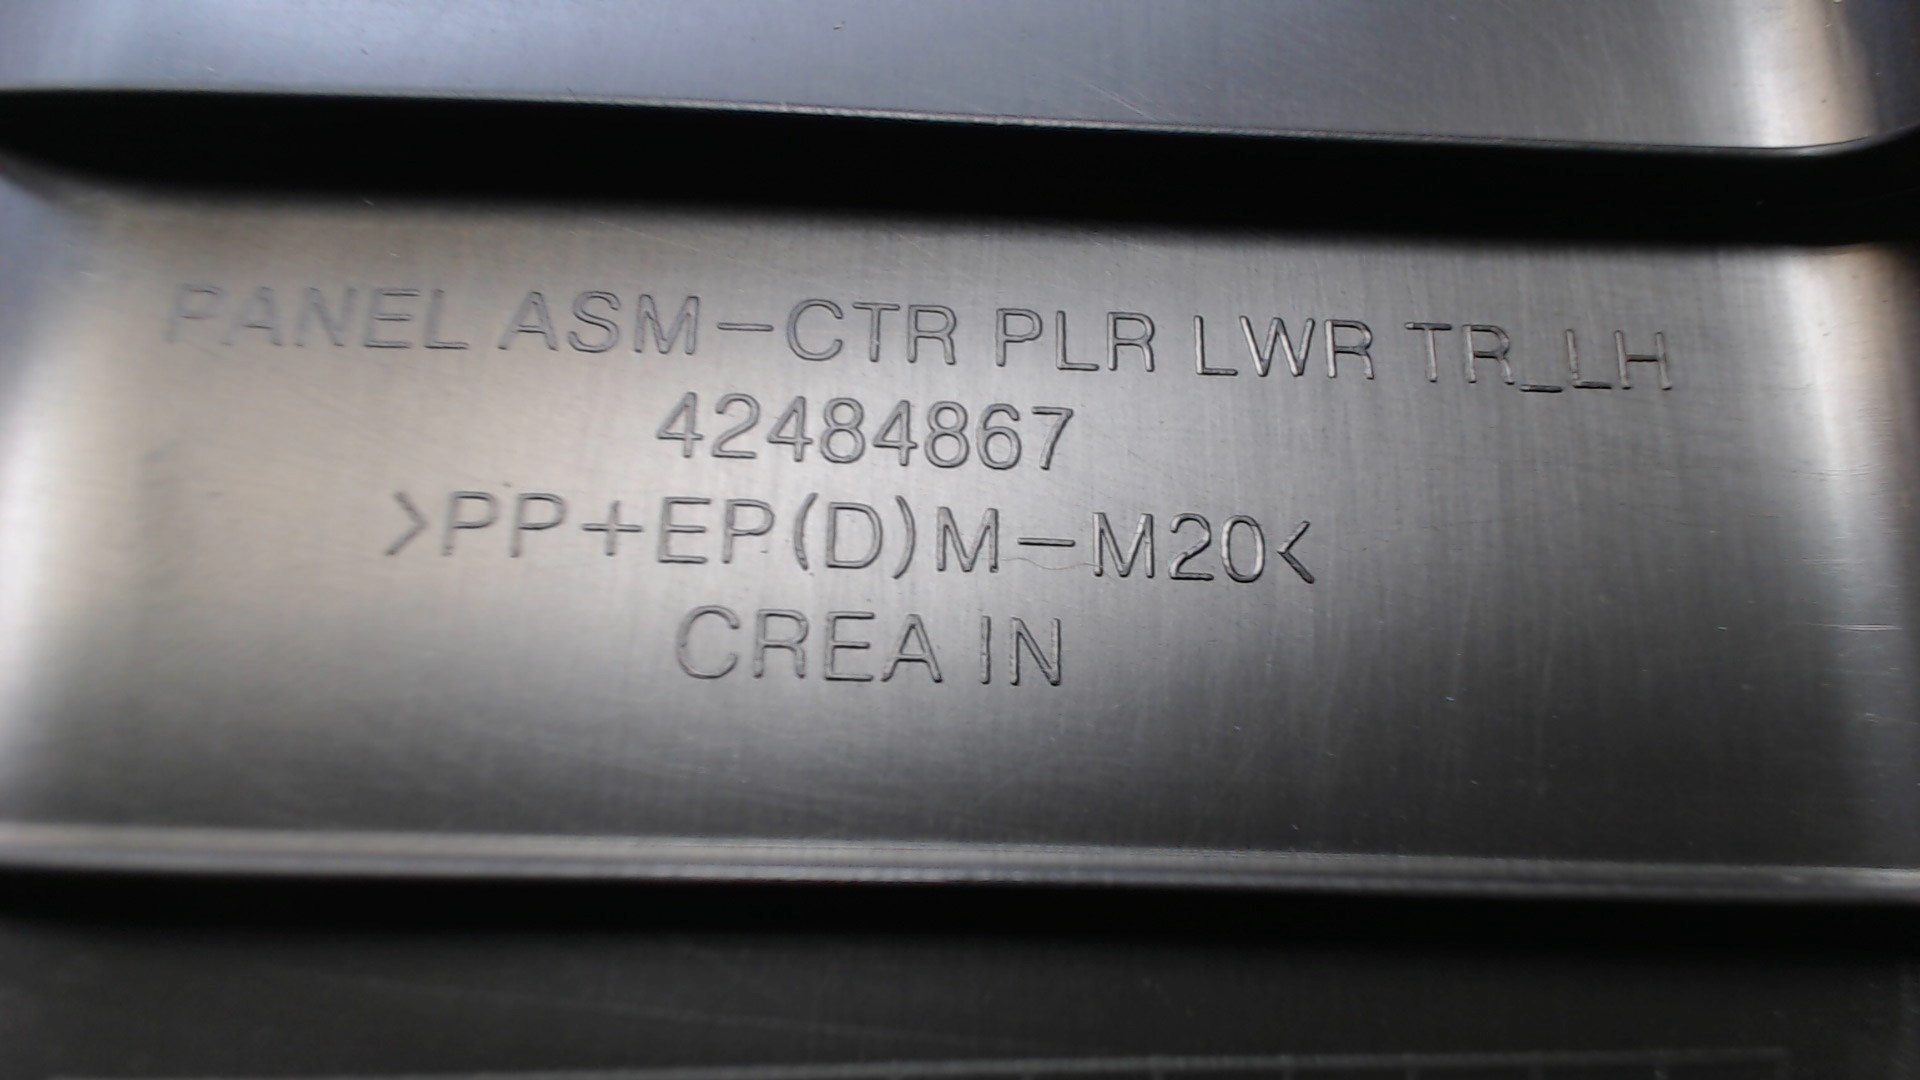 PANEL ASM-CTR PLR LWR TR_LH
42484867
>PP+EP(D)M-M20<
CREA IN